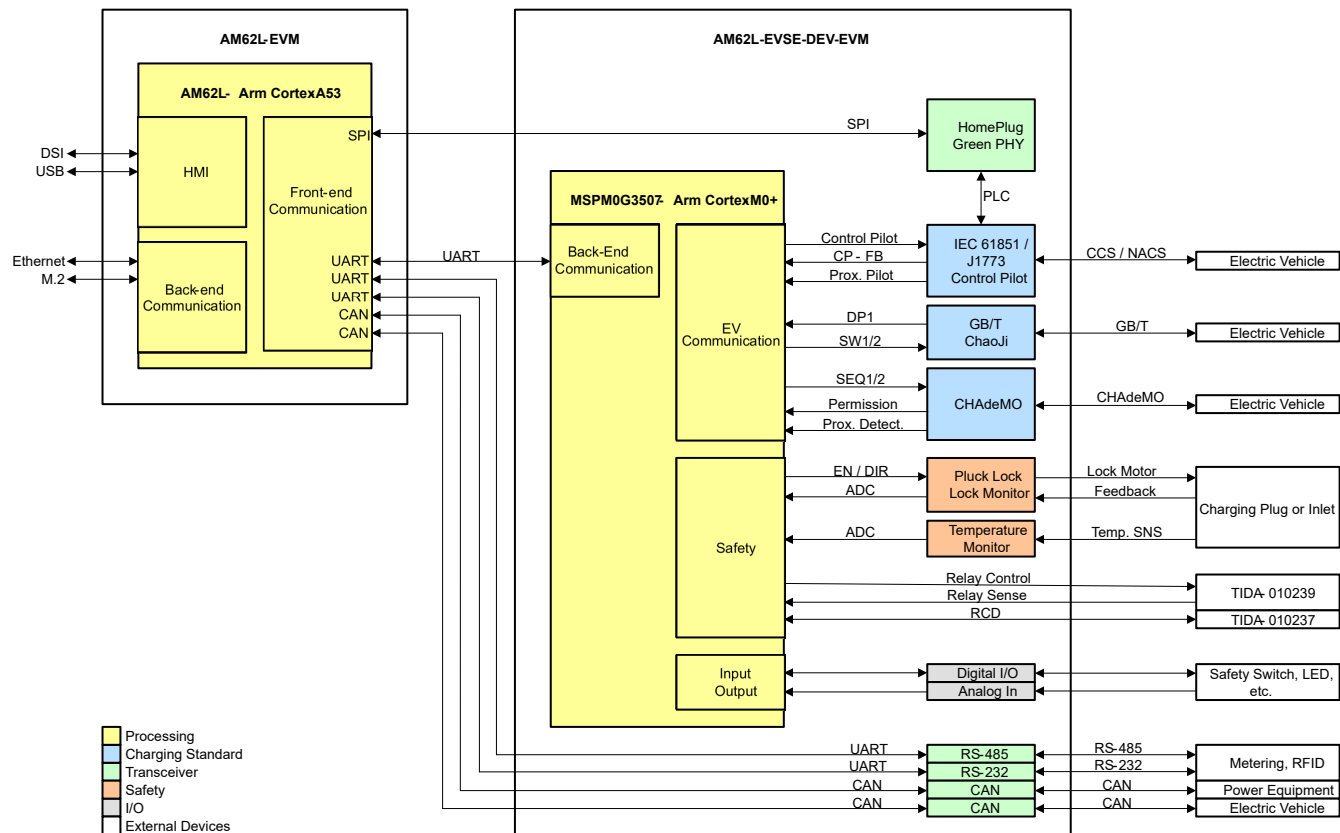 AM62L-EVM
AM62L- Arm CortexA53
SPI
HMI
DSI
USB
Front-end
Communication
Ethernet
M.2
Back-end
Communication
UART
UART
UART
CAN
CAN
AM62L-EVSE-DEV-EVM
SPI
HomePlug
Green PHY
PLC
MSPM0G3507- Arm CortexM0+
UART
Back-End
Communication
EV
Communication
Control Pilot
CP - FB
Prox. Pilot
IEC 61851 /
J1773
Control Pilot
CCS / NACS
Electric Vehicle
DP1
SW1/2
GB/T
ChaoJi
GB/T
Electric Vehicle
SEQ1/2
Permission
Prox. Detect.
CHAdeMO
CHAdeMO
Electric Vehicle
Safety
EN / DIR
ADC
Pluck Lock
Lock Monitor
Lock Motor
Feedback
Charging Plug or Inlet
ADC
Temperature
Monitor
Temp. SNS
Relay Control
Relay Sense
RCD
TIDA- 010239
TIDA- 010237
Input
Output
Digital I/O
Analog In
Safety Switch, LED,
etc.
UART
RS-485
RS-485
UART
RS-232
RS-232
Metering, RFID
CAN
CAN
CAN
Power Equipment
CAN
CAN
CAN
Electric Vehicle
Processing
Charging Standard
Transceiver
Safety
I/O
External Devices